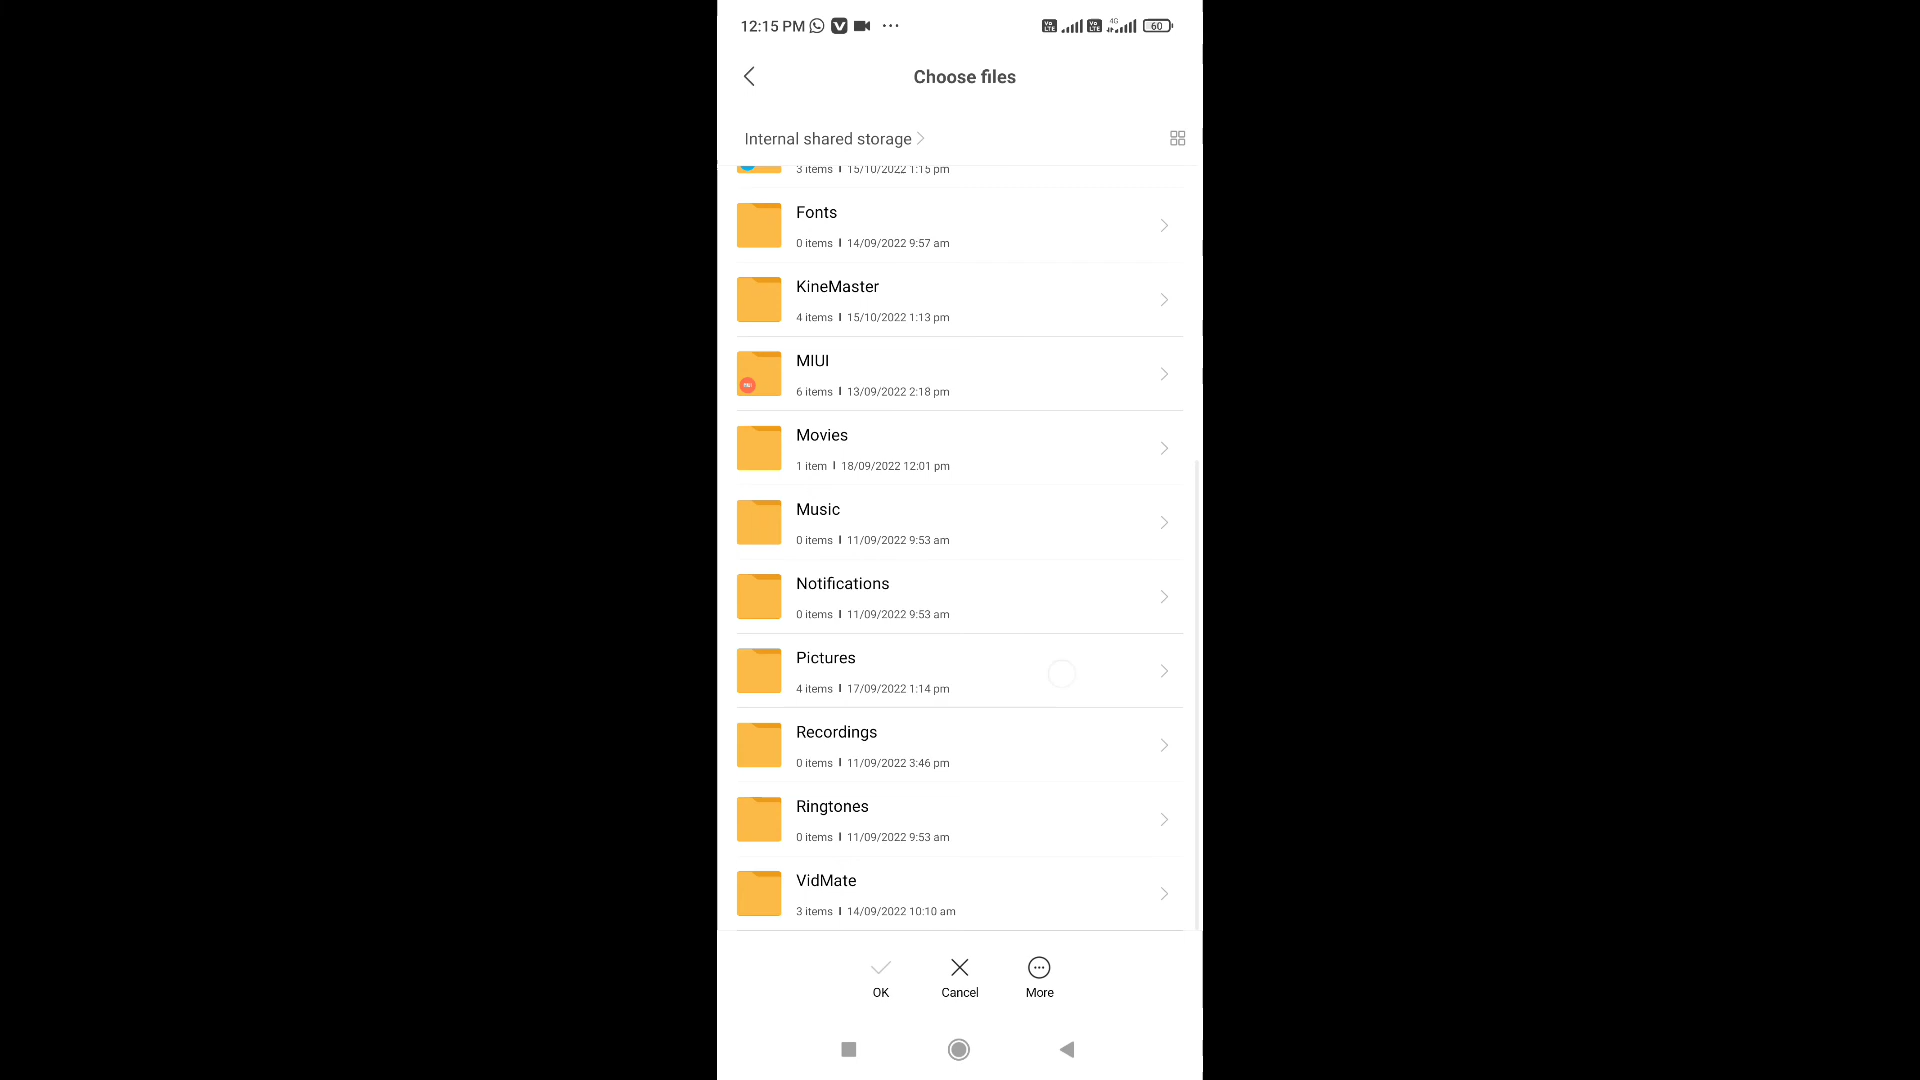 12:15 PM
4G
60
Choose files
Internal shared storage
3 items 15/10/2022 1:15 pm
Fonts
0 items 14/09/2022 9:57 am
KineMaster
4 items 15/10/2022 1:13 pm
MIUI
6 items 13/09/2022 2:18 pm
Movies
1 item 18/09/2022 12:01 pm
Music
0 items 11/09/2022 9:53 am
Notifications
0 items 11/09/2022 9:53 am
Pictures
4 items 17/09/2022 1:14 pm
Recordings
0 items 11/09/2022 3:46 pm
Ringtones
0 items 11/09/2022 9:53 am
VidMate
3 items 14/09/2022 10:10 am
OK Cancel More